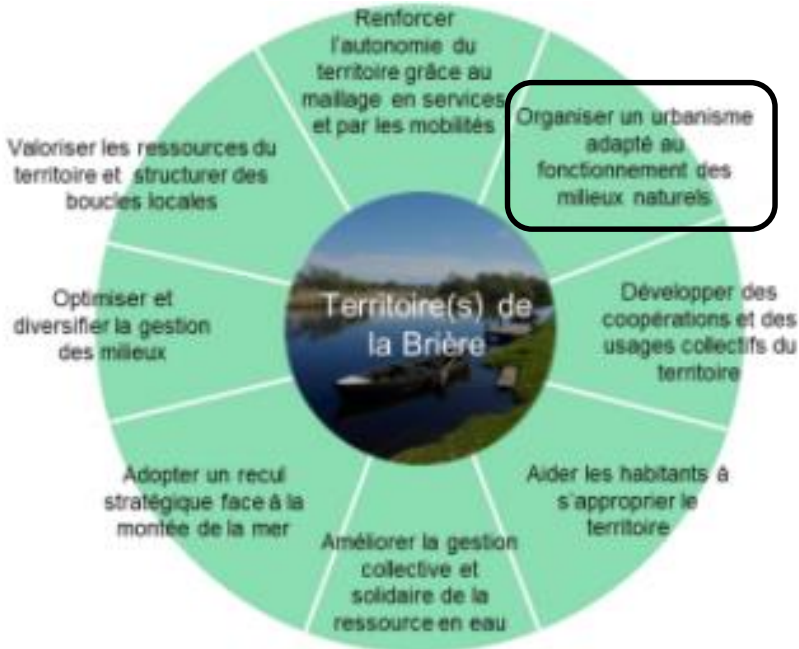 Renforcer
l'autonomie du
territoire grâce au
maillage en services
et par les mobilités
Organiser un urbanisme
adapté au
fonctionnement des
milieux naturels
Développer des
coopérations et des
usages collectifs du
territoire
Aider les habitants à
s'approprier le
territoire
Améliorer la gestion
collective et
solidaire de la
ressource en eau
Adopter un recul
stratégique face à la
montée de la mer
Optimiser et
diversifier la gestion
des milieux
Valoriser les ressources du
territoire et structurer des
boucles locales
Territoire(s) de
la Brière